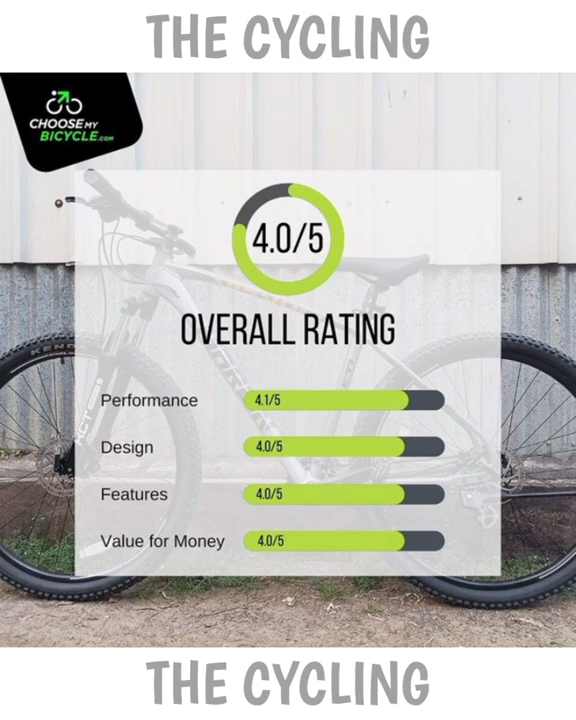 THE CYCLING
CHOOSE MY
BICYCLE.COM
4.0/5
OVERALL RATING
KENDA
Performance 4.1/5
Design 4.0/5
Features 4.0/5
Value for Money 4.0/5
THE CYCLING